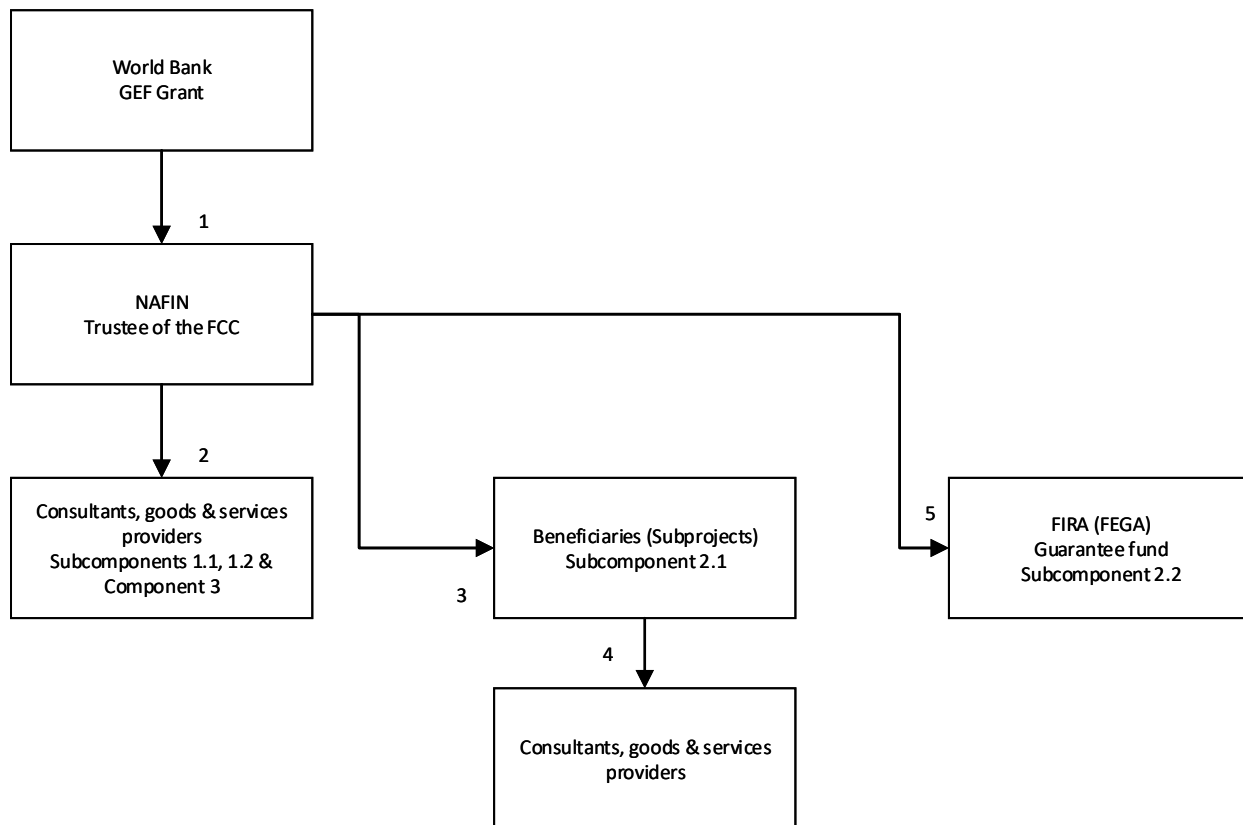 World Bank
GEF Grant
1
NAFIN
Trustee of the FCC
2
Consultants, goods & services
providers
Subcomponents 1.1, 1.2 &
Component 3
3
Beneficiaries (Subprojects)
Subcomponent 2.1
5
FIRA (FEGA)
Guarantee fund
Subcomponent 2.2
4
Consultants, goods & services
providers